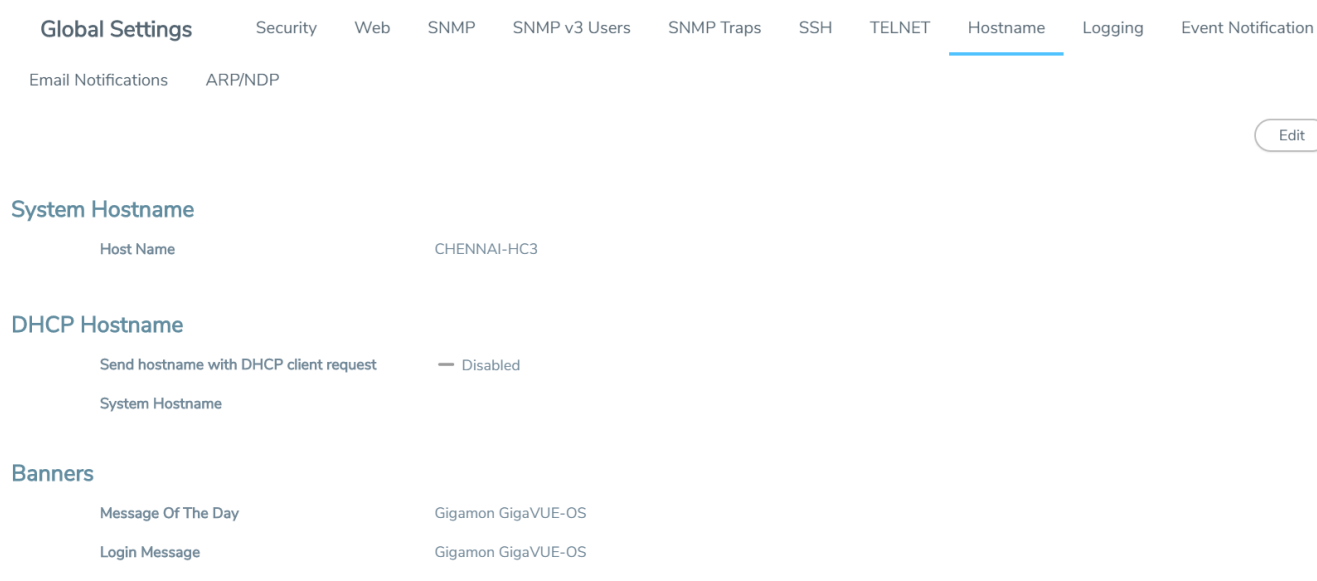 Global Settings Security Web SNMP SNMP v3 Users SNMP Traps SSH TELNET Hostname Logging Event Notification
Email Notifications ARP/NDP
Edit
System Hostname
Host Name CHENNAI-HC3
DHCP Hostname
Send hostname with DHCP client request Disabled
System Hostname
Banners
Message Of The Day Gigamon GigaVUE-OS
Login Message Gigamon GigaVUE-OS